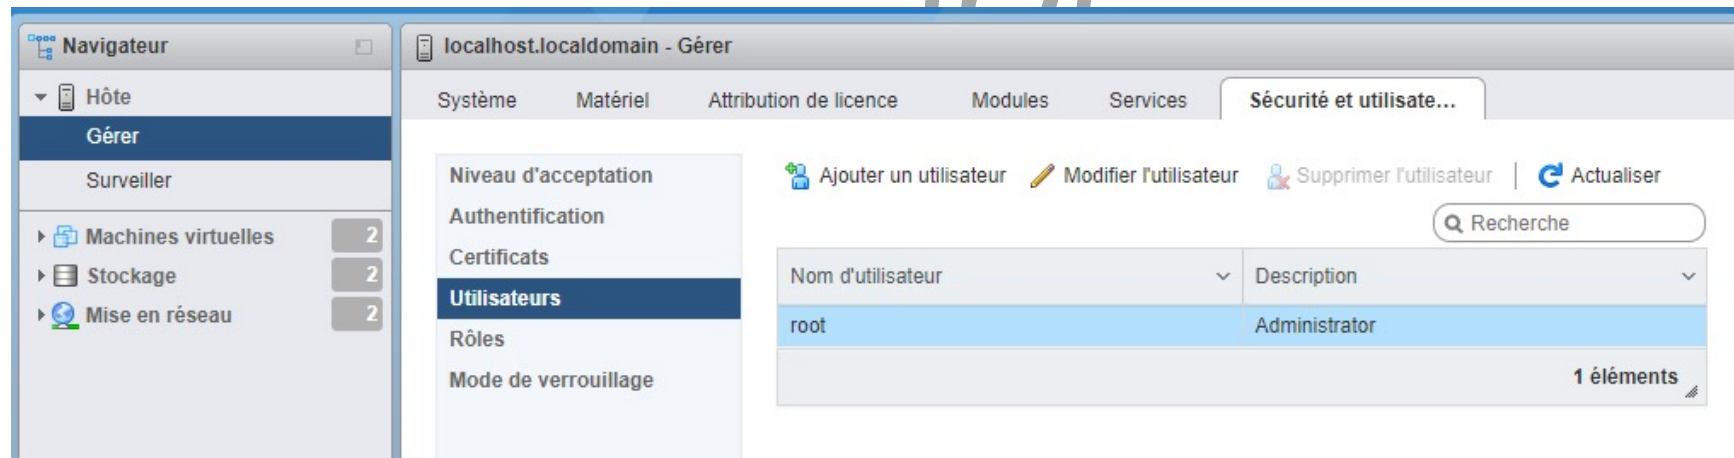 Navigateur
Hôte
Gérer
Surveiller
Machines virtuelles 2
Stockage 2
Mise en réseau 2
localhost.localdomain - Gérer
Système Matériel Attribution de licence Modules Services Sécurité et utilisate...
Niveau d'acceptation
Authentification
Certificats
Utilisateurs
Rôles
Mode de verrouillage
Ajouter un utilisateur Modifier l'utilisateur Supprimer l'utilisateur Actualiser
Recherche
Nom d'utilisateur Description
root Administrator
1 éléments